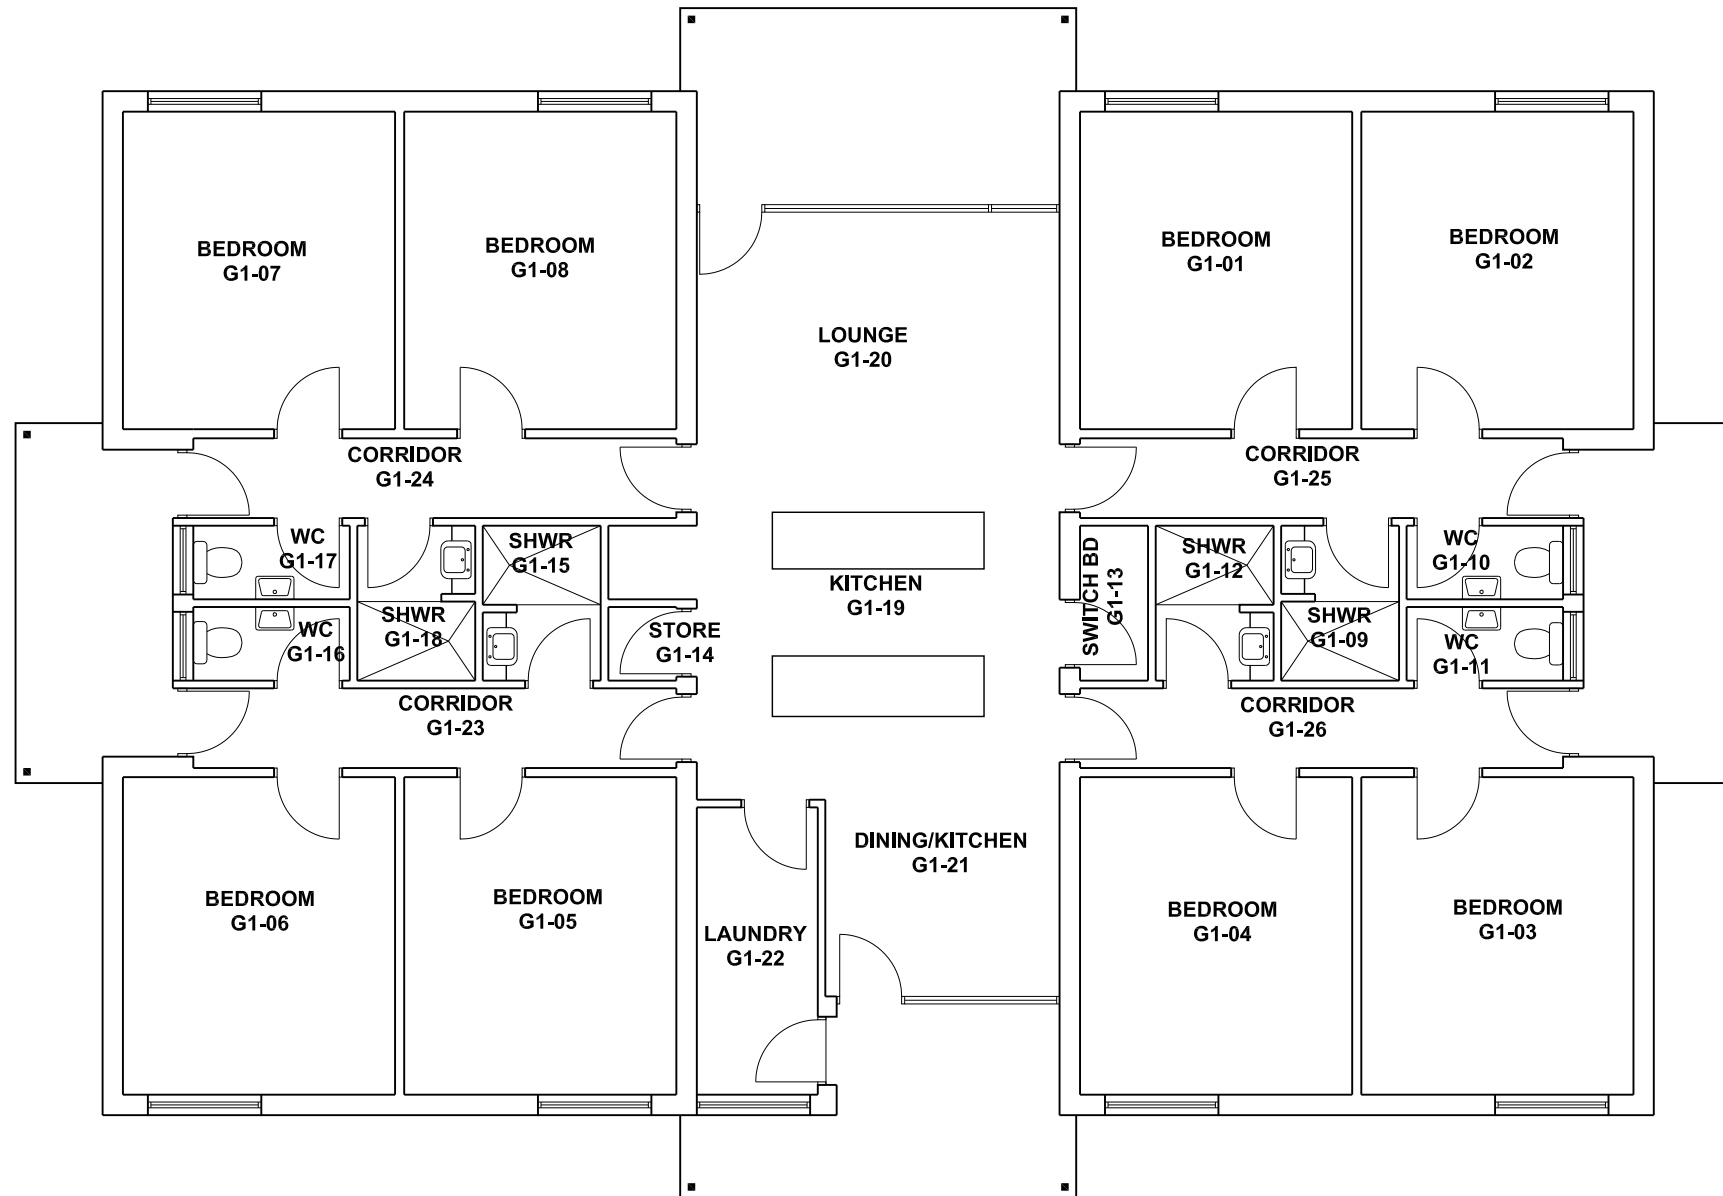 BEDROOM
G1-07
BEDROOM
G1-08
BEDROOM
G1-01
BEDROOM
G1-02
LOUNGE
G1-20
CORRIDOR
G1-24
CORRIDOR
G1-25
WC
G1-17
SHWR
G1-15
KITCHEN
G1-19
SWITCH BD
G1-13
SHWR
G1-12
WC
G1-10
WC
G1-16
SHWR
G1-18
STORE
G1-14
SHWR
G1-09
WC
G1-11
CORRIDOR
G1-23
CORRIDOR
G1-26
DINING/KITCHEN
G1-21
BEDROOM
G1-06
BEDROOM
G1-05
LAUNDRY
G1-22
BEDROOM
G1-04
BEDROOM
G1-03